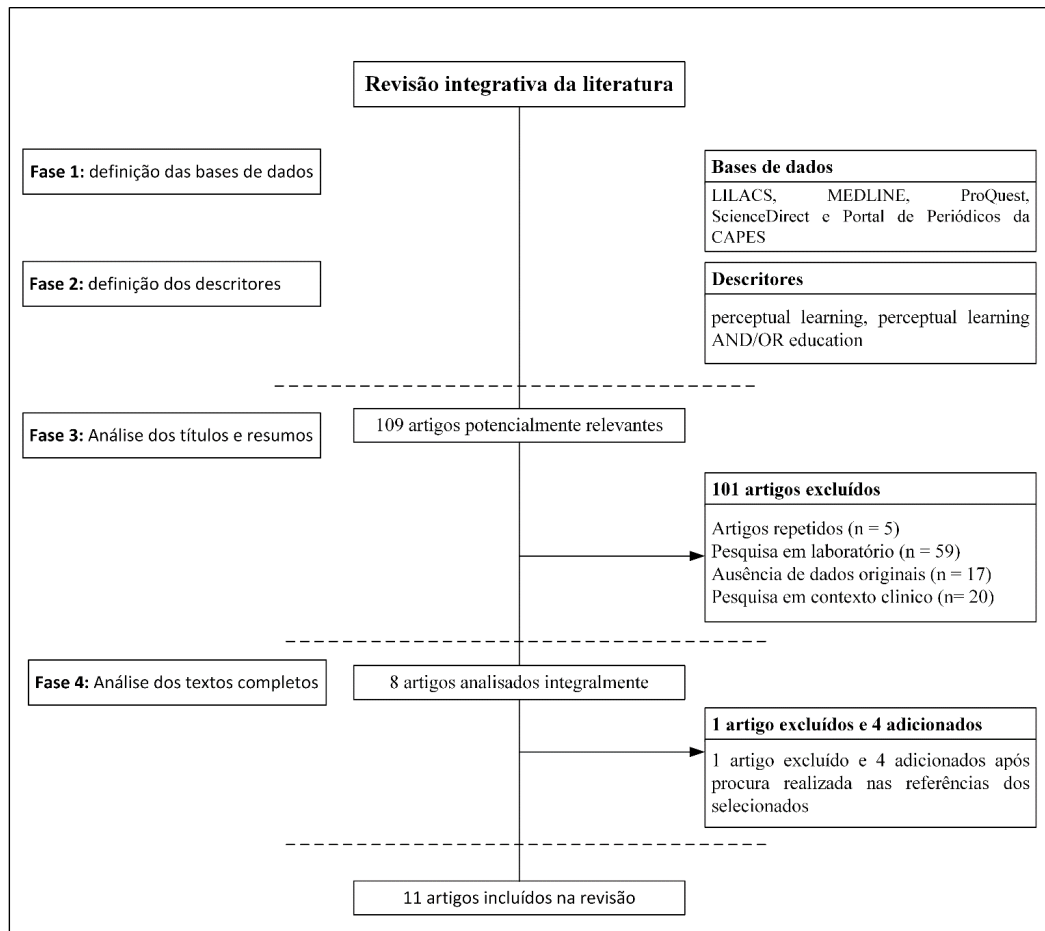 Revisão integrativa da literatura
Fase 1: definição das bases de dados
Bases de dados
LILACS, MEDLINE, ProQuest,
ScienceDirect e Portal de Periódicos da
CAPES
Fase 2: definição dos descritores
Descritores
perceptual learning, perceptual learning
AND/OR education
Fase 3: Análise dos títulos e resumos
109 artigos potencialmente relevantes
101 artigos excluídos
Artigos repetidos (n = 5)
Pesquisa em laboratório (n = 59)
Ausência de dados originais (n = 17)
Pesquisa em contexto clinico (n= 20)
Fase 4: Análise dos textos completos
8 artigos analisados integralmente
1 artigo excluídos e 4 adicionados
1 artigo excluído e 4 adicionados após
procura realizada nas referências dos
selecionados
11 artigos incluídos na revisão